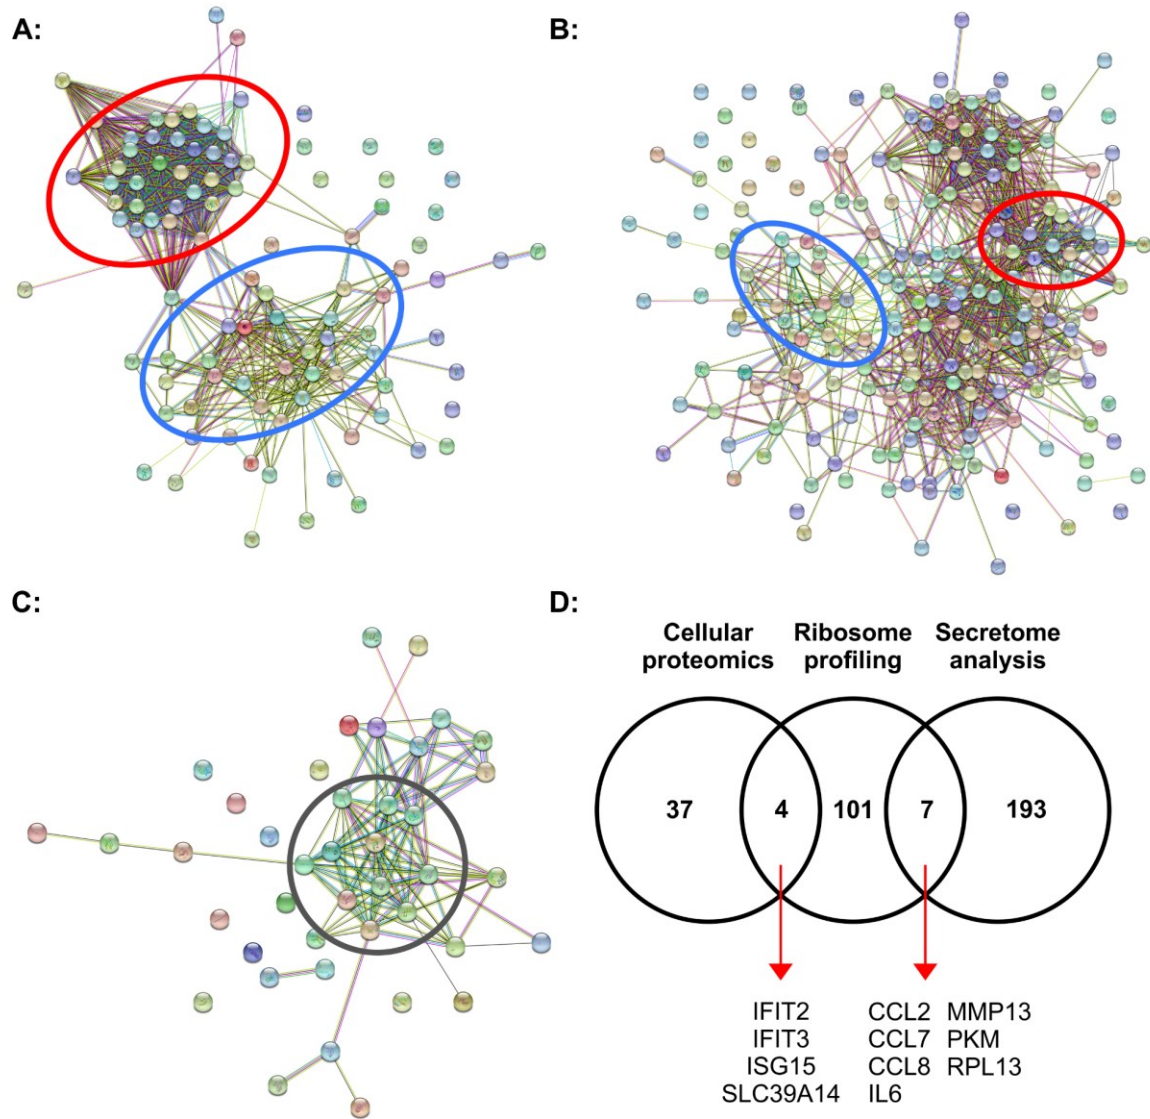 A:
B:
C:
D:
Cellular proteomics
Ribosome profiling
Secretome analysis
37
4
101
7
193
IFIT2
IFIT3
ISG15
SLC39A14
CCL2 MMP13
CCL7 PKM
CCL8 RPL13
IL6